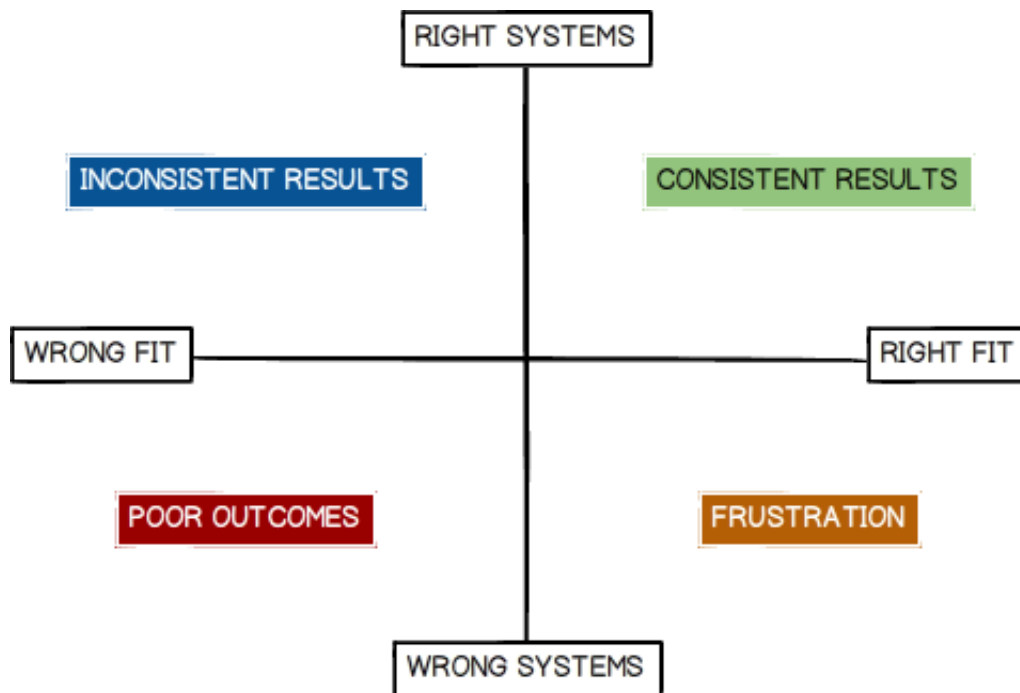 RIGHT SYSTEMS
INCONSISTENT RESULTS
CONSISTENT RESULTS
WRONG FIT
RIGHT FIT
POOR OUTCOMES
FRUSTRATION
WRONG SYSTEMS